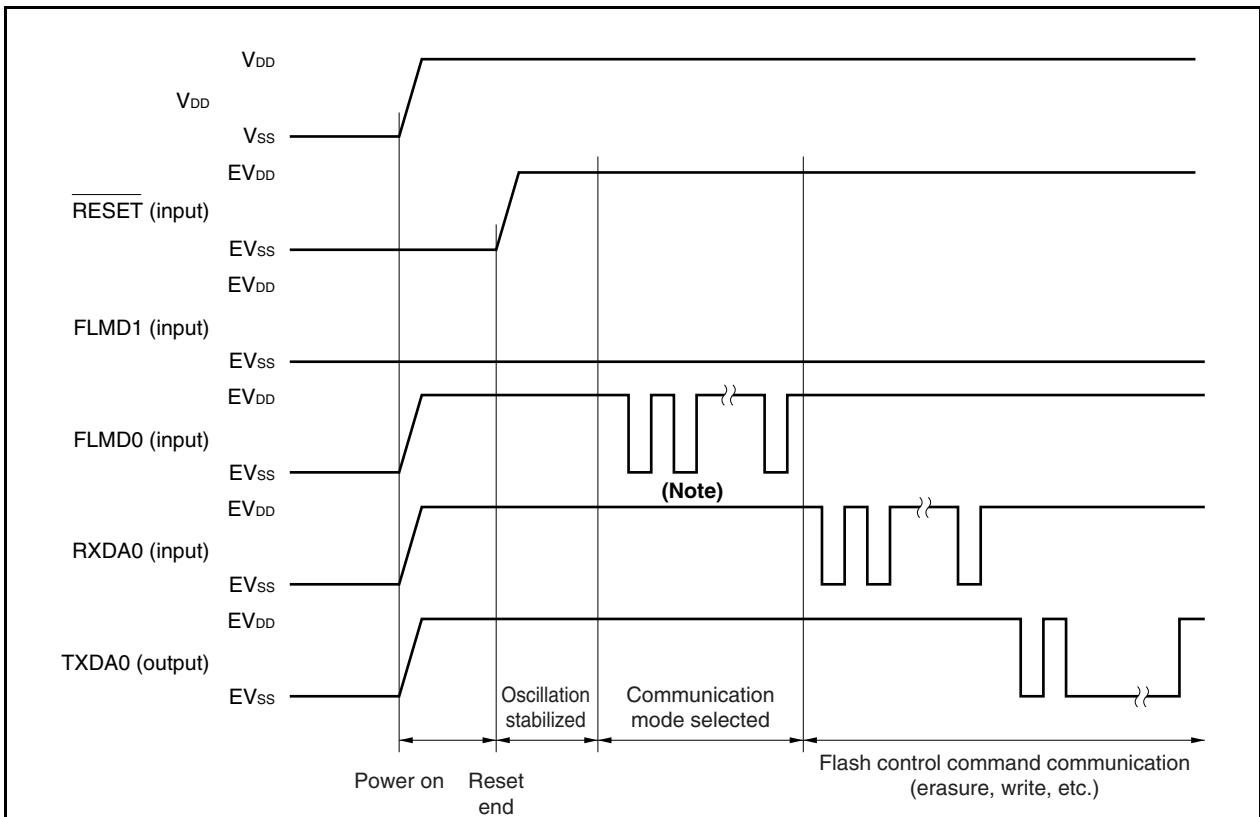 VDD
VDD
VSS
EVDD
RESET (input)
EVSS
EVDD
FLMD1 (input)
EVSS
EVDD
FLMD0 (input)
EVSS
(Note)
EVDD
RXDA0 (input)
EVSS
EVDD
TXDA0 (output)
EVSS
Oscillation
stabilized
Communication
mode selected
Power on
Reset
end
Flash control command communication
(erasure, write, etc.)